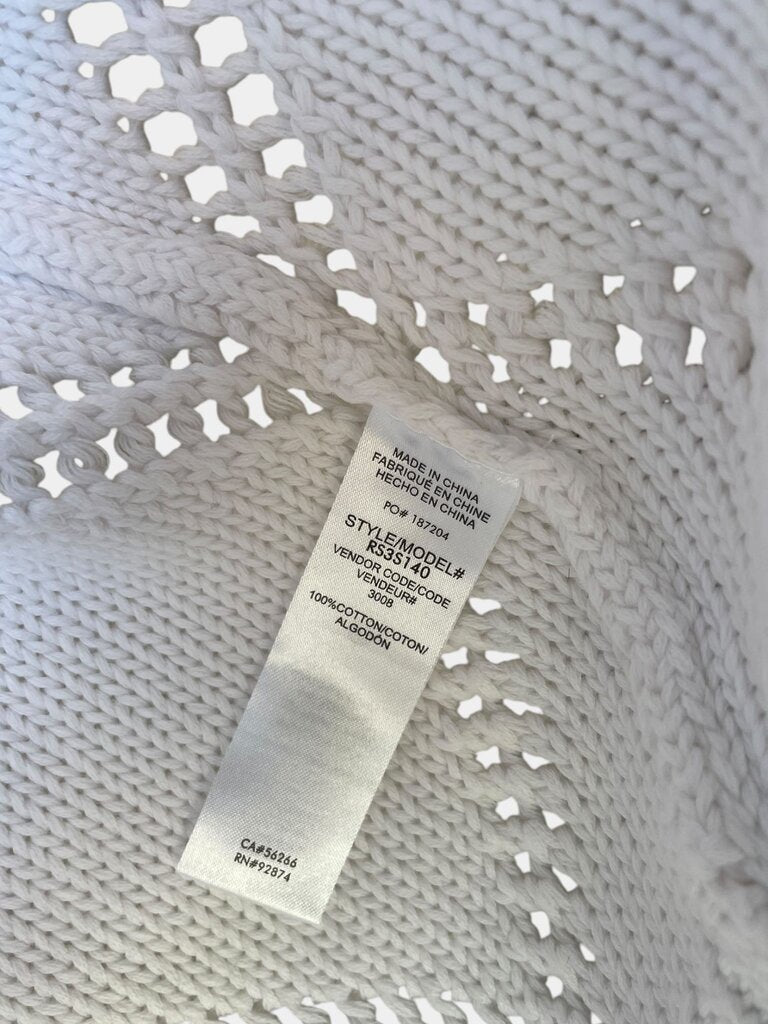 MADE IN CHINA
FABRIQUÉ EN CHINE
HECHO EN CHINA
PO# 187204
STYLE/MODEL#
RS3S140
VENDOR CODE/CODE
VENDEUR#
3008
100%COTTON/COTON/
ALGODÓN
CA#56266
RN#92874